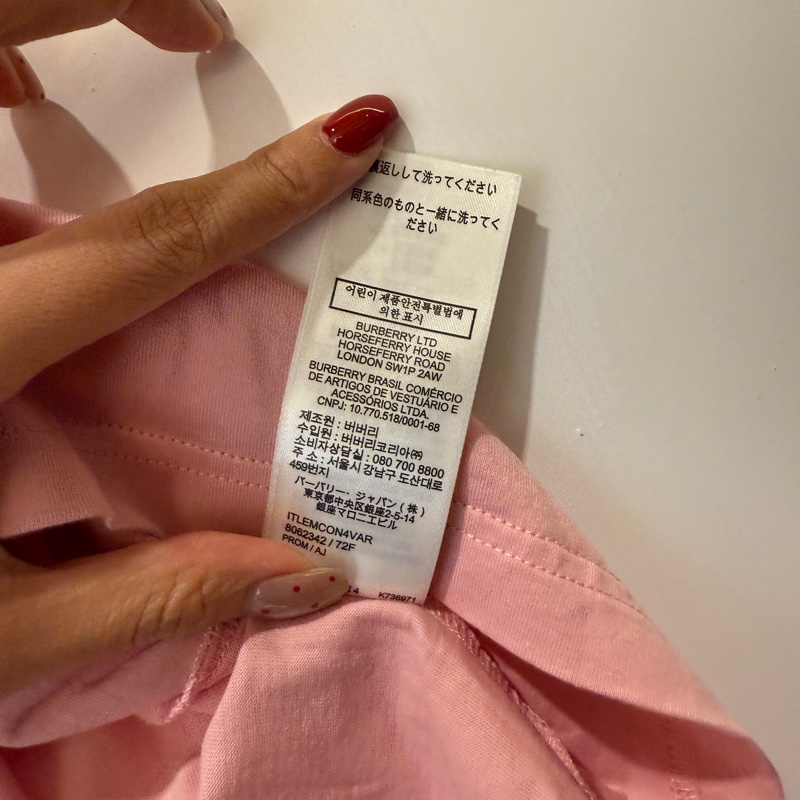 返しして洗ってください
同系色のものと一緒に洗ってく
ださい
어린이 제품안전특별법에
의한 표시
BURBERRY LTD
HORSEFERRY HOUSE
HORSEFERRY ROAD
LONDON SW1P 2AW
BURBERRY BRASIL COMÉRCIO
DE ARTIGOS DE VESTUÁRIO E
ACESSÓRIOS LTDA.
CNPJ: 10.770.518/0001-68
제조원 : 버버리
수입원 : 버버리코리아㈜
소비자상담실 : 080 700 8800
주 소 : 서울시 강남구 도산대로
459번지
バーバリー・ジャパン（株）
東京都中央区銀座2-5-14
銀座マロニエビル
ITLEMCON4VAR
8062342 / 72F
PROM / AJ
K736971